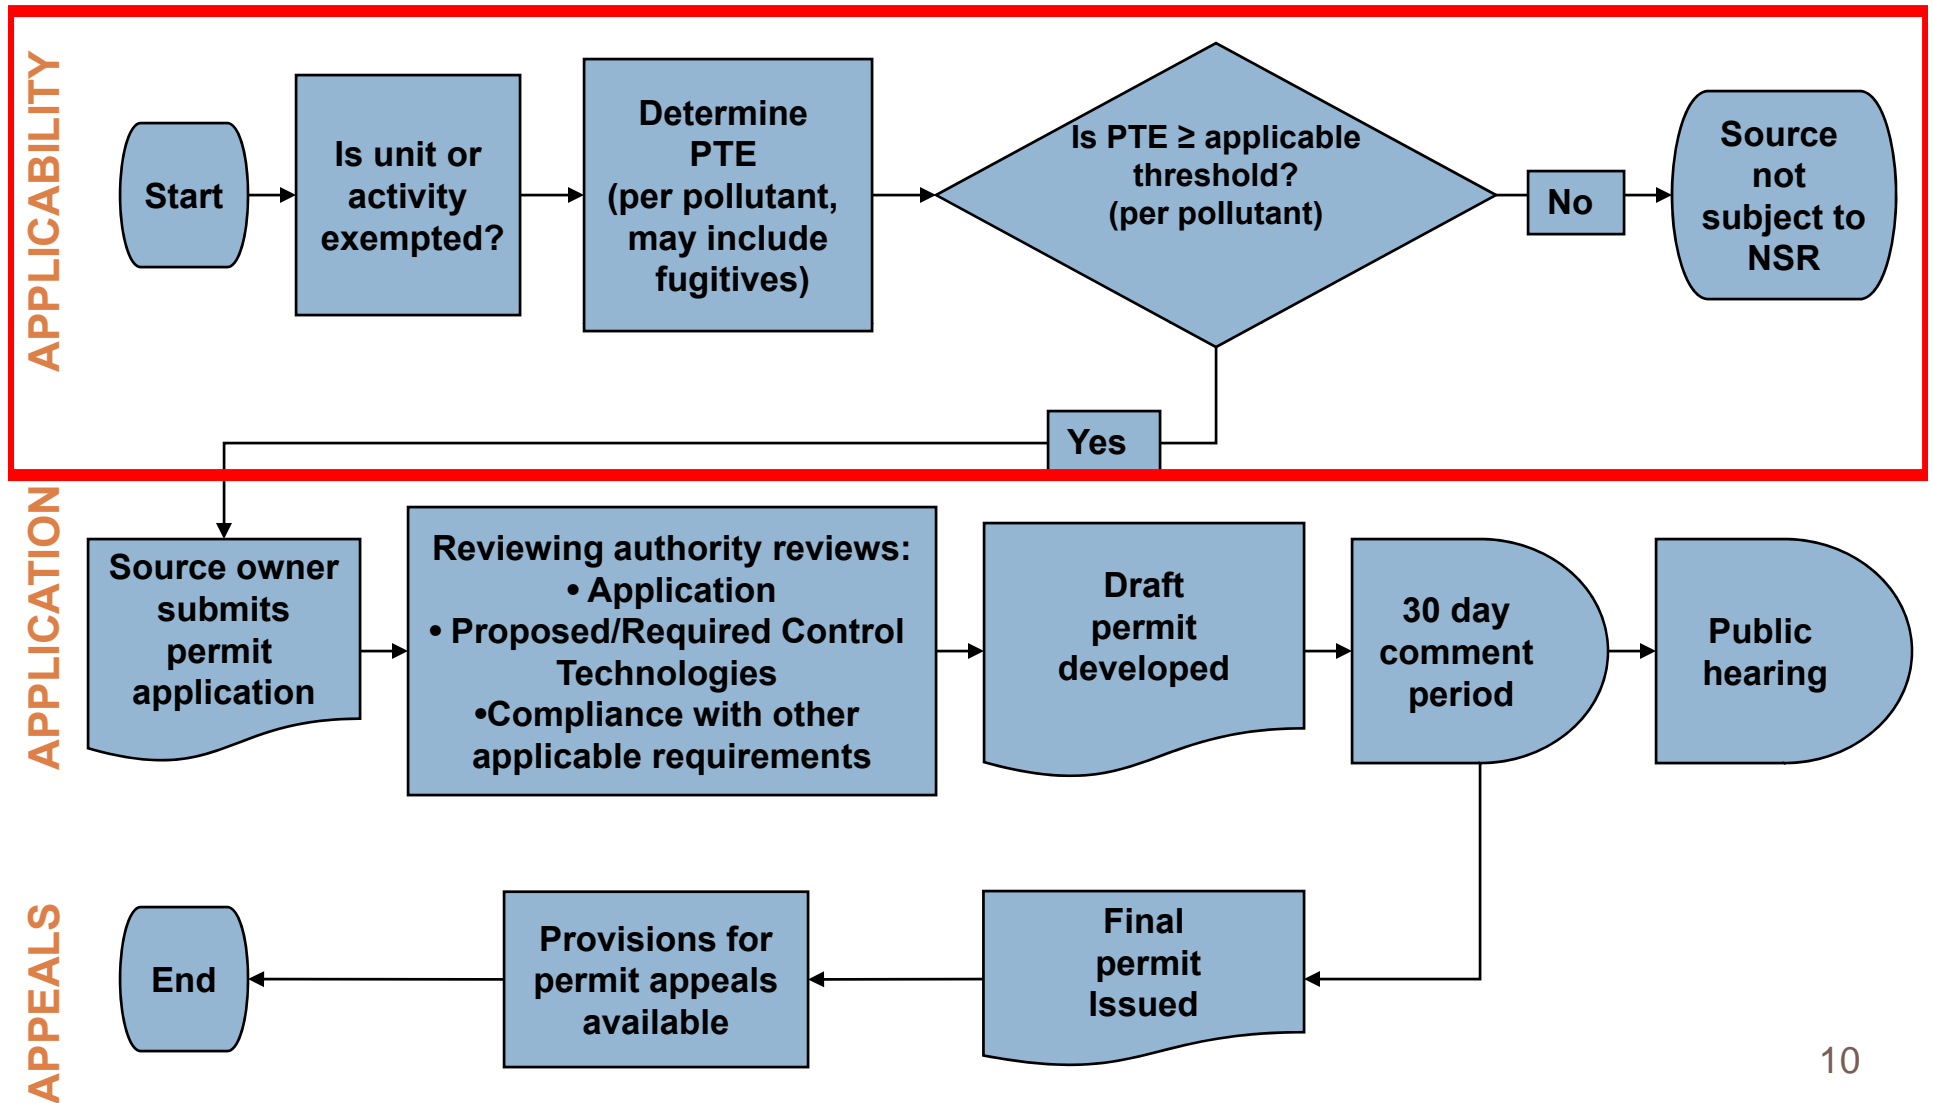 APPLICABILITY
Start
Is unit or
activity
exempted?
Determine
PTE
(per pollutant,
may include
fugitives)
Is PTE ≥ applicable
threshold?
(per pollutant)
No
Source
not
subject to
NSR
Yes
APPLICATION
Source owner
submits
permit
application
Reviewing authority reviews:
• Application
• Proposed/Required Control
Technologies
•Compliance with other
applicable requirements
Draft
permit
developed
30 day
comment
period
Public
hearing
APPEALS
End
Provisions for
permit appeals
available
Final
permit
Issued
10